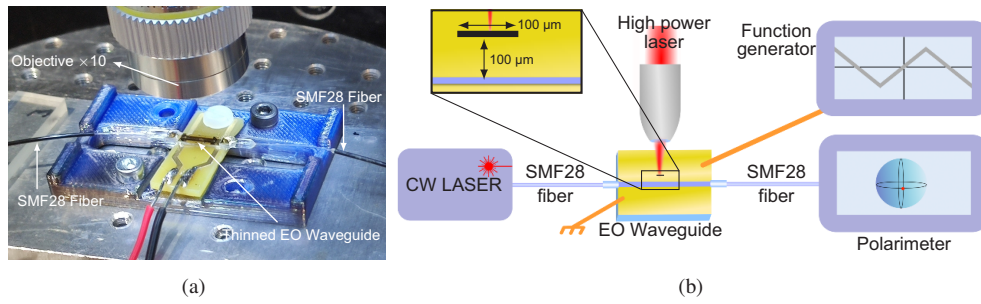 Objective ×10
SMF28 Fiber
SMF28 Fiber
Thinned EO Waveguide
(a)
(b)
100 µm
100 µm
High power
laser
Function
generator
CW LASER
SMF28
fiber
EO Waveguide
SMF28
fiber
Polarimeter